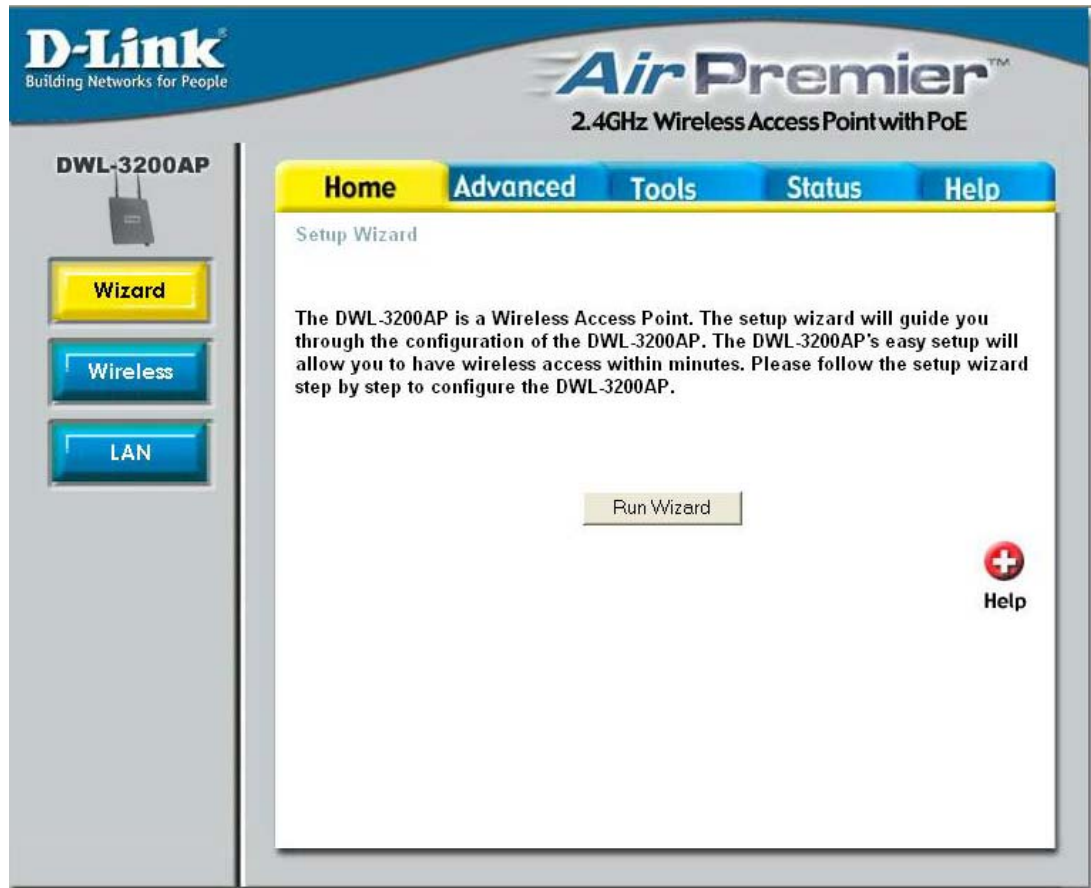 D-Link
Building Networks for People
Air Premier™
2.4GHz Wireless Access Point with PoE
DWL-3200AP
Wizard
Wireless
LAN
Home Advanced Tools Status Help
Setup Wizard
The DWL-3200AP is a Wireless Access Point. The setup wizard will guide you
through the configuration of the DWL-3200AP. The DWL-3200AP's easy setup will
allow you to have wireless access within minutes. Please follow the setup wizard
step by step to configure the DWL-3200AP.
Run Wizard
Help